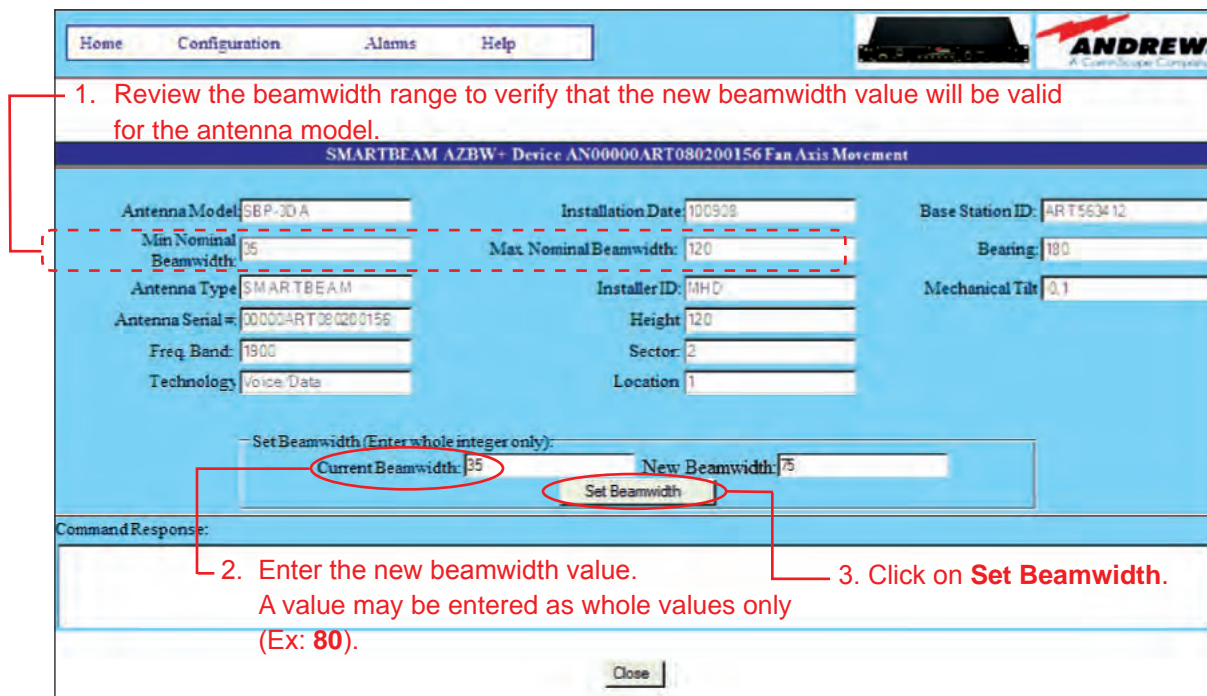 Home Configuration Alarms Help
ANDREW.
A CommScope Company
1. Review the beamwidth range to verify that the new beamwidth value will be valid
for the antenna model.
SMARTBEAM AZBW+ Device AN00000ART080200156 Fan Axis Movement
Antenna Model: SBP-3DA Installation Date: 100908 Base Station ID: ART563412
Min Nominal Beamwidth: 35 Max Nominal Beamwidth: 120 Bearing: 180
Antenna Type SMARTBEAM Installer ID: MHD Mechanical Tilt 0.1
Antenna Serial #: 00000ART080200156 Height 120
Freq. Band: 1900 Sector: 2
Technology Voice/Data Location 1
Set Beamwidth (Enter whole integer only):
Current Beamwidth: 35 New Beamwidth: 75
Set Beamwidth
Command Response:
2. Enter the new beamwidth value.
A value may be entered as whole values only
(Ex: 80).
3. Click on Set Beamwidth.
Close